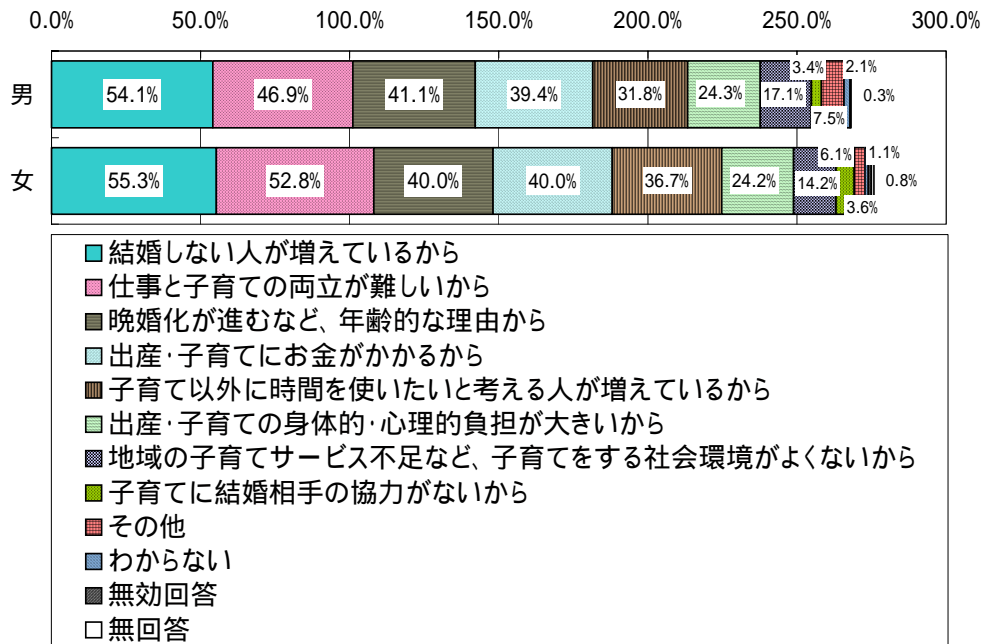 0.0% 50.0% 100.0% 150.0% 200.0% 250.0% 300.0%
男 54.1% 46.9% 41.1% 39.4% 31.8% 24.3% 17.1% 3.4% 7.5% 2.1% 0.3%
女 55.3% 52.8% 40.0% 40.0% 36.7% 24.2% 14.2% 6.1% 3.6% 1.1% 0.8%
結婚しない人が増えているから
仕事と子育ての両立が難しいから
晩婚化が進むなど、年齢的な理由から
出産・子育てにお金がかかるから
子育て以外に時間を使いたいと考える人が増えているから
出産・子育ての身体的・心理的負担が大きいから
地域の子育てサービス不足など、子育てをする社会環境がよくないから
子育てに結婚相手の協力がないから
その他
わからない
無効回答
無回答